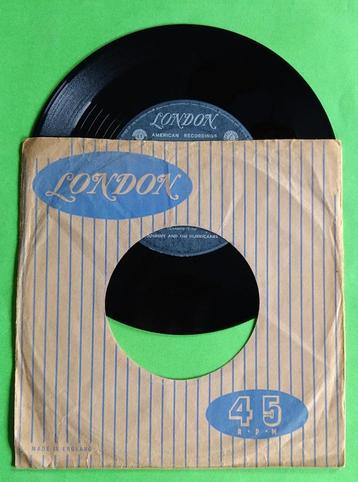 LONDON
AMERICAN RECORDINGS
LONDON
JOHNNY AND THE HURRICANES
45
R·P·M
MADE IN ENGLAND